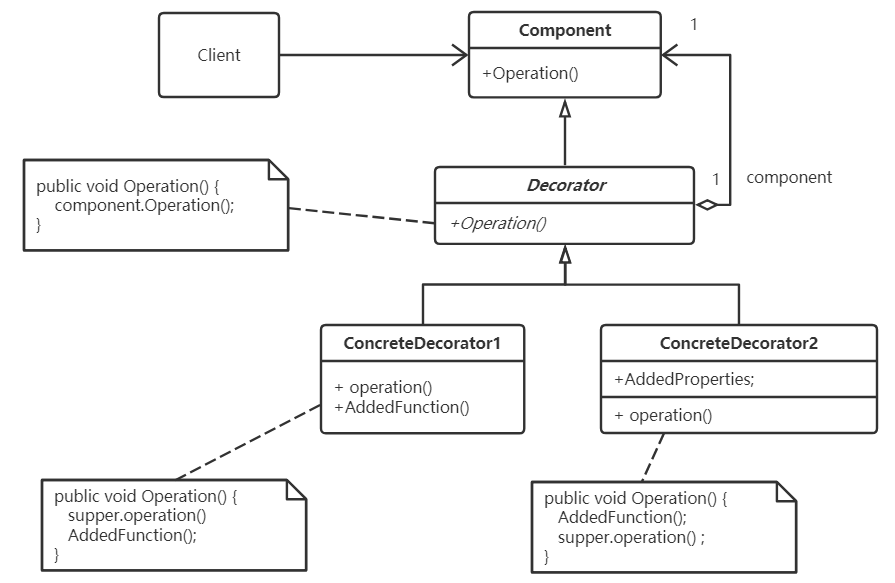 Client
Component
+Operation()
1
1
component
Decorator
+Operation()
public void Operation() {
component.Operation();
}
ConcreteDecorator1
+ operation()
+AddedFunction()
ConcreteDecorator2
+AddedProperties;
+ operation()
public void Operation() {
supper.operation()
AddedFunction();
}
public void Operation() {
AddedFunction();
supper.operation() ;
}